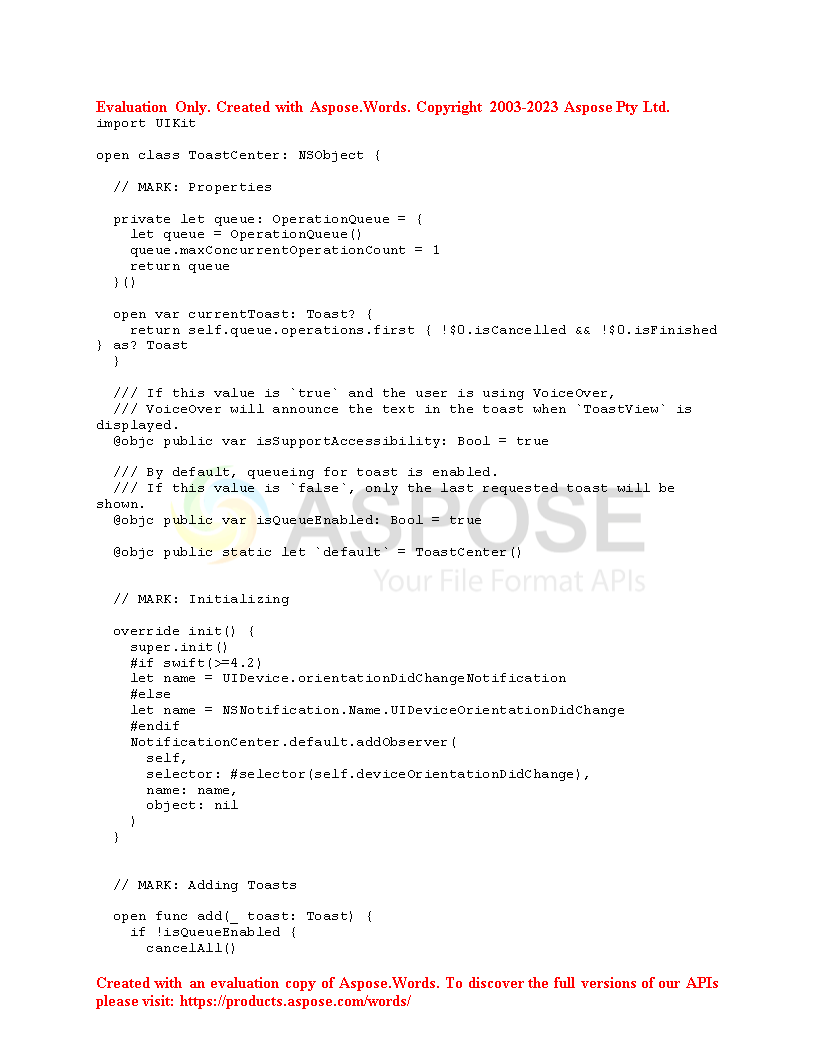 Evaluation Only. Created with Aspose.Words. Copyright 2003-2023 Aspose Pty Ltd.
import UIKit
open class ToastCenter: NSObject {
  // MARK: Properties
  private let queue: OperationQueue = {
    let queue = OperationQueue()
    queue.maxConcurrentOperationCount = 1
    return queue
  }()
  open var currentToast: Toast? {
    return self.queue.operations.first { !$0.isCancelled && !$0.isFinished
} as? Toast
  }
  /// If this value is `true` and the user is using VoiceOver,
  /// VoiceOver will announce the text in the toast when `ToastView` is
displayed.
  @objc public var isSupportAccessibility: Bool = true
  /// By default, queueing for toast is enabled.
  /// If this value is `false`, only the last requested toast will be
shown.
  @objc public var isQueueEnabled: Bool = true
ASPOSE
  @objc public static let `default` = ToastCenter()
Your File Format APIs
  // MARK: Initializing
  override init() {
    super.init()
    #if swift(>=4.2)
    let name = UIDevice.orientationDidChangeNotification
    #else
    let name = NSNotification.Name.UIDeviceOrientationDidChange
    #endif
    NotificationCenter.default.addObserver(
      self,
      selector: #selector(self.deviceOrientationDidChange),
      name: name,
      object: nil
    )
  }
  // MARK: Adding Toasts
  open func add(_ toast: Toast) {
    if !isQueueEnabled {
      cancelAll()
Created with an evaluation copy of Aspose.Words. To discover the full versions of our APIs
please visit: https://products.aspose.com/words/